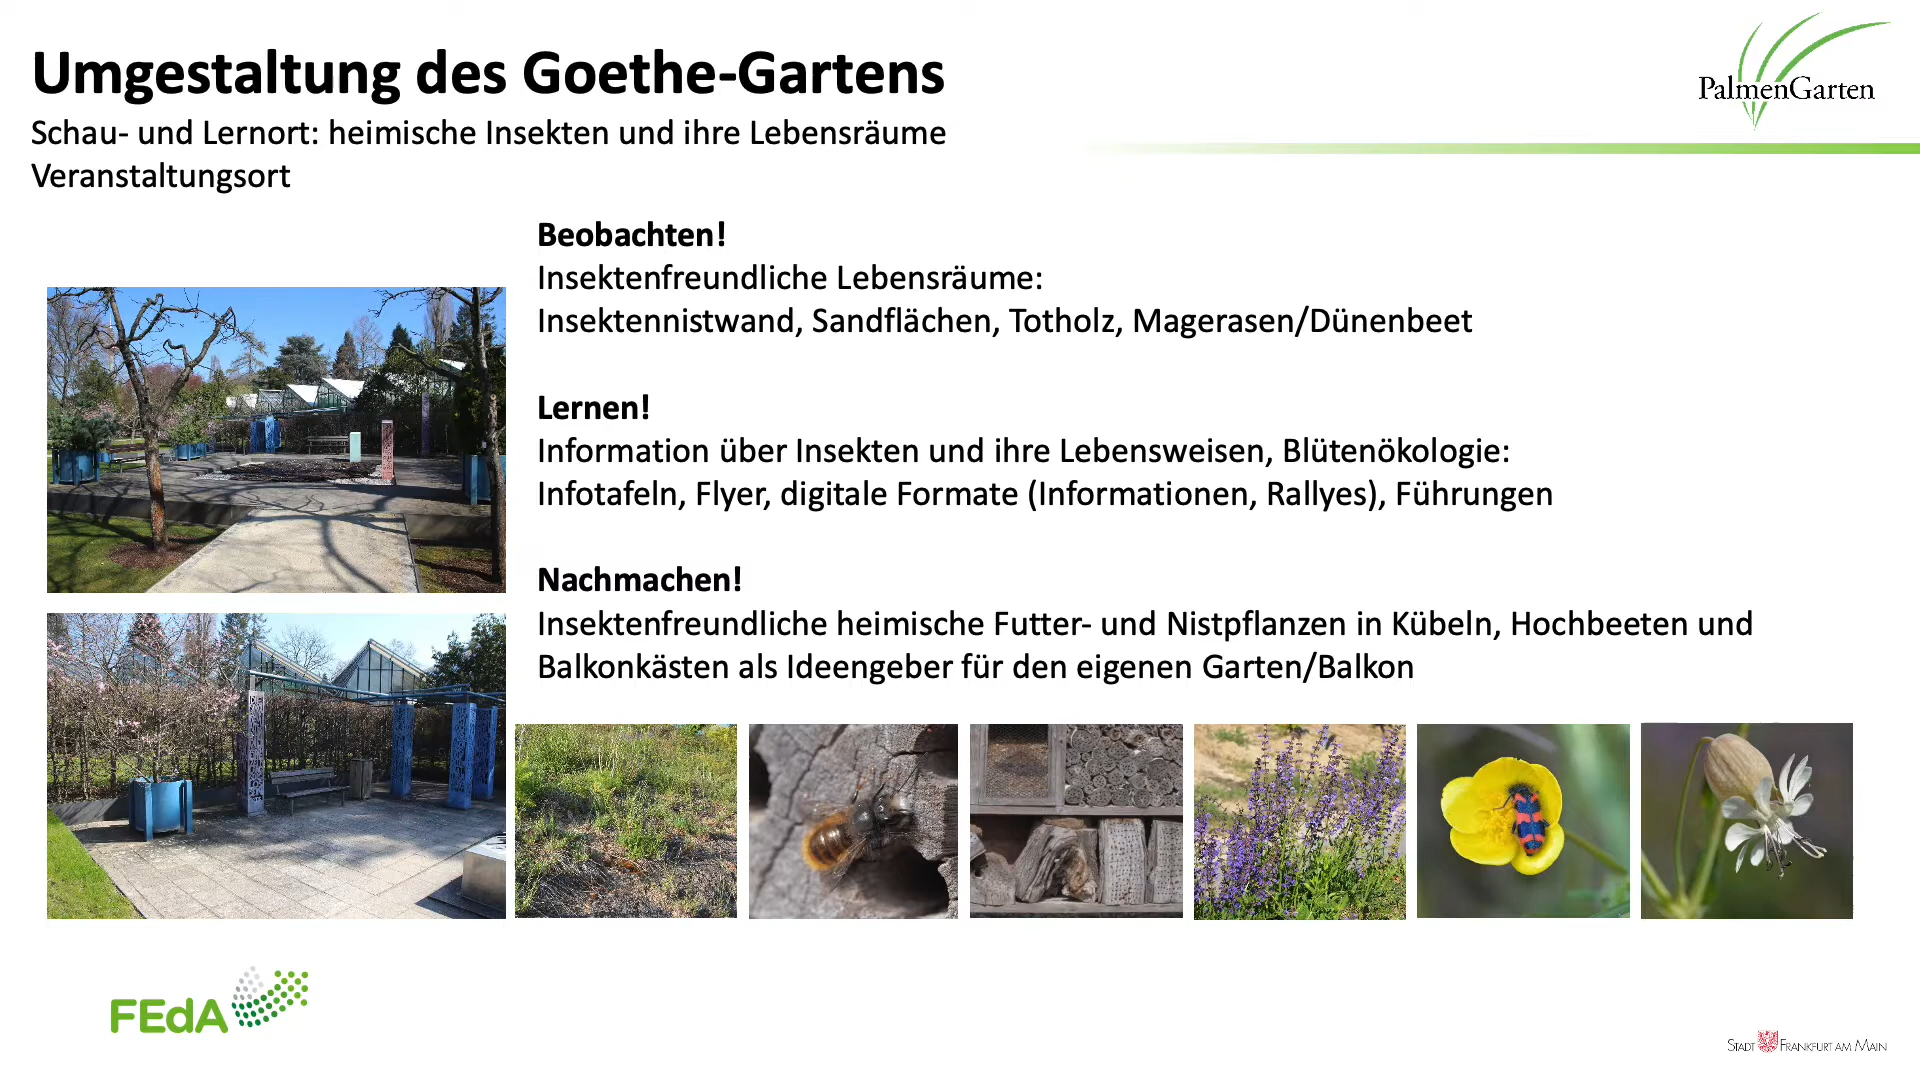 Umgestaltung des Goethe-Gartens
Schau- und Lernort: heimische Insekten und ihre Lebensräume
Veranstaltungsort
PalmenGarten
Beobachten!
Insektenfreundliche Lebensräume:
Insektennistwand, Sandflächen, Totholz, Magerasen/Dünenbeet
Lernen!
Information über Insekten und ihre Lebensweisen, Blütenökologie:
Infotafeln, Flyer, digitale Formate (Informationen, Rallyes), Führungen
Nachmachen!
Insektenfreundliche heimische Futter- und Nistpflanzen in Kübeln, Hochbeeten und
Balkonkästen als Ideengeber für den eigenen Garten/Balkon
FEdA
STADT FRANKFURT AM MAIN